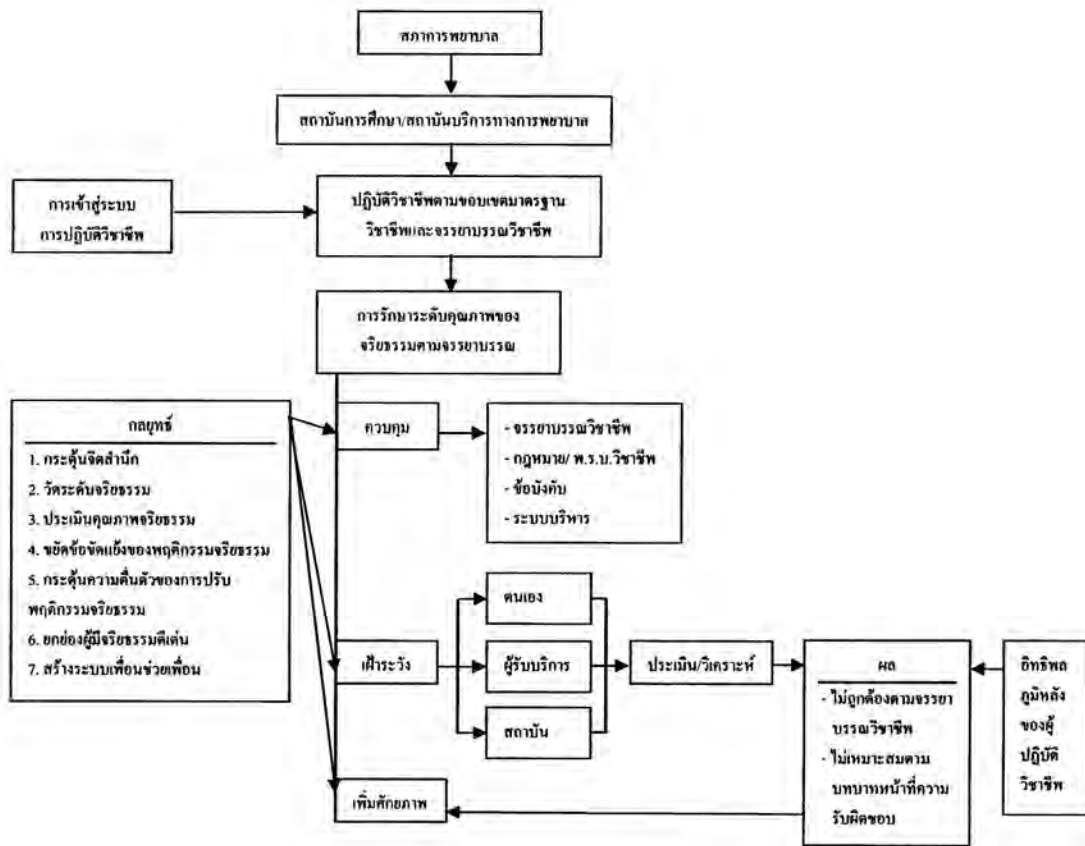 สภาการพยาบาล
สถาบันการศึกษา/สถาบันบริการทางการพยาบาล
การเข้าสู่ระบบ
การปฏิบัติวิชาชีพ
ปฏิบัติวิชาชีพตามขอบเขตมาตรฐาน
วิชาชีพและจรรยาบรรณวิชาชีพ
การรักษาระดับคุณภาพของ
จริยธรรมตามจรรยาบรรณ
กลยุทธ์
1. กระตุ้นจิตสำนึก
2. วัดระดับจริยธรรม
3. ประเมินคุณภาพจริยธรรม
4. ขจัดข้อขัดแย้งของพฤติกรรมจริยธรรม
5. กระตุ้นความตื่นตัวของการปรับ
พฤติกรรมจริยธรรม
6. ยกย่องผู้มีจริยธรรมดีเด่น
7. สร้างระบบเพื่อนช่วยเพื่อน
ควบคุม
- จรรยาบรรณวิชาชีพ
- กฎหมาย/ พ.ร.บ.วิชาชีพ
- ข้อบังคับ
- ระบบบริหาร
เฝ้าระวัง
ตนเอง
ผู้รับบริการ
สถาบัน
ประเมิน/วิเคราะห์
ผล
- ไม่ถูกต้องตามจรรยา
บรรณวิชาชีพ
- ไม่เหมาะสมตาม
บทบาทหน้าที่ความ
รับผิดชอบ
อิทธิพล
ภูมิหลัง
ของผู้
ปฏิบัติ
วิชาชีพ
เพิ่มศักยภาพ